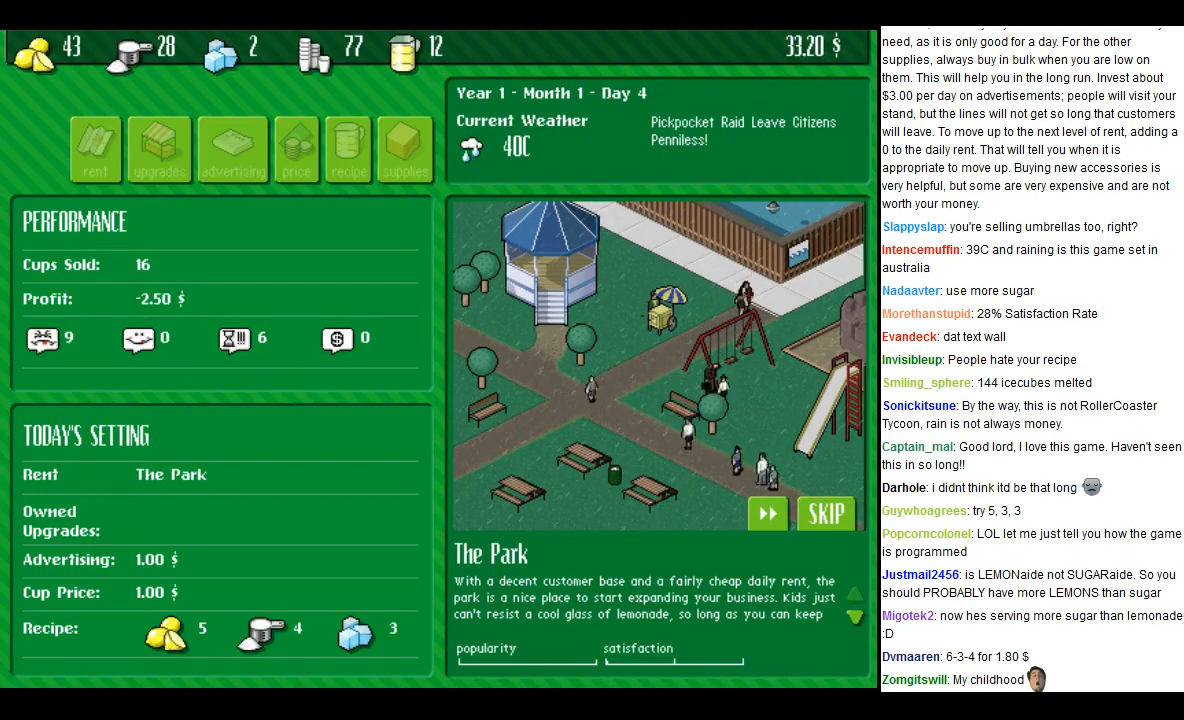 43
28
2
77
12
33.20 $
rent
upgrades
advertising
price
recipe
supplies
Year 1 - Month 1 - Day 4
Current Weather
40C
Pickpocket Raid Leave Citizens
Penniless!
PERFORMANCE
Cups Sold: 16
Profit: -2.50 $
9
0
6
0
TODAY'S SETTING
Rent The Park
Owned
Upgrades:
Advertising: 1.00 $
Cup Price: 1.00 $
Recipe: 5 4 3
SKIP
The Park
With a decent customer base and a fairly cheap daily rent, the
park is a nice place to start expanding your business. Kids just
can't resist a cool glass of lemonade, so long as you can keep
popularity
satisfaction
need, as it is only good for a day. For the other
supplies, always buy in bulk when you are low on
them. This will help you in the long run. Invest about
$3.00 per day on advertisements; people will visit your
stand, but the lines will not get so long that customers
will leave. To move up to the next level of rent, adding a
0 to the daily rent. That will tell you when it is
appropriate to move up. Buying new accessories is
very helpful, but some are very expensive and are not
worth your money.
Slappyslap: you're selling umbrellas too, right?
Intencemuffin: 39C and raining is this game set in
australia
Nadaavter: use more sugar
Morethanstupid: 28% Satisfaction Rate
Evandeck: dat text wall
Invisibleup: People hate your recipe
Smiling_sphere: 144 icecubes melted
Sonickitsune: By the way, this is not RollerCoaster
Tycoon, rain is not always money.
Captain_mal: Good lord, I love this game. Haven't seen
this in so long!!
Darhole: i didnt think itd be that long
Guywhoagrees: try 5, 3, 3
Popcorncolonel: LOL let me just tell you how the game
is programmed
Justmail2456: is LEMONaide not SUGARaide. So you
should PROBABLY have more LEMONS than sugar
Migotek2: now hes serving more sugar than lemonade
:D
Dvmaaren: 6-3-4 for 1.80 $
Zomgitswill: My childhood